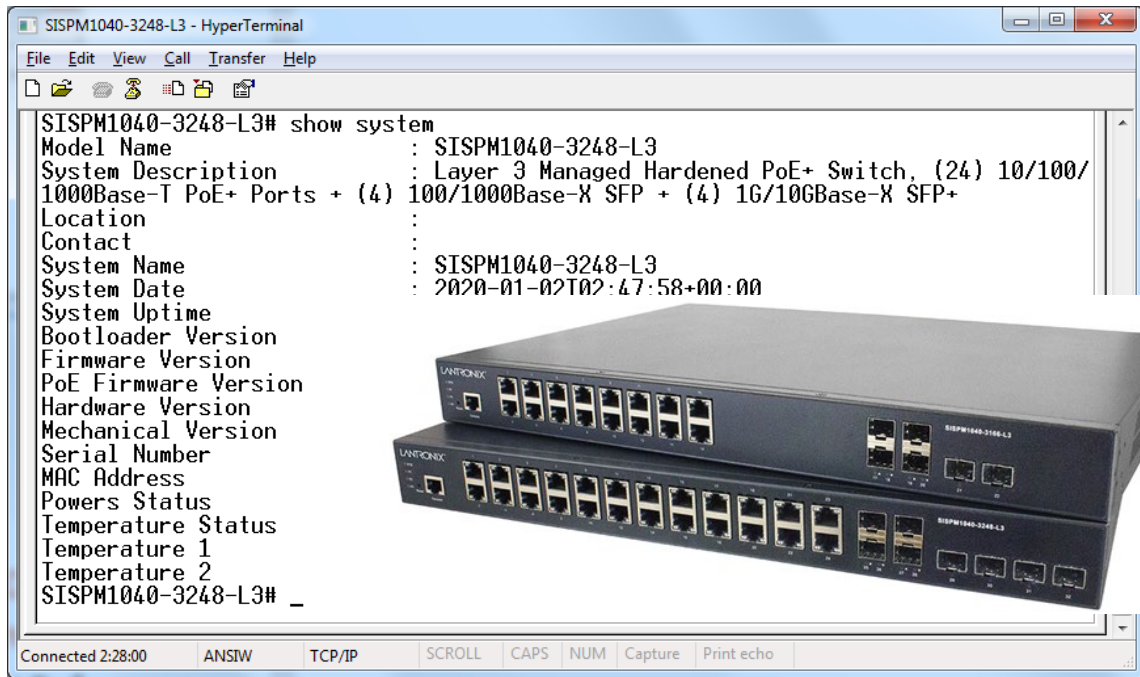 SISPM1040-3248-L3 - HyperTerminal
File Edit View Call Transfer Help
SISPM1040-3248-L3# show system
Model Name : SISPM1040-3248-L3
System Description : Layer 3 Managed Hardened PoE+ Switch, (24) 10/100/
1000Base-T PoE+ Ports + (4) 100/1000Base-X SFP + (4) 1G/10GBase-X SFP+
Location :
Contact :
System Name : SISPM1040-3248-L3
System Date : 2020-01-02T02:47:58+00:00
System Uptime
Bootloader Version
Firmware Version
PoE Firmware Version
Hardware Version
Mechanical Version
Serial Number
MAC Address
Powers Status
Temperature Status
Temperature 1
Temperature 2
SISPM1040-3248-L3# _
LANTRONIX
SISPM1040-3166-L3
LANTRONIX
SISPM1040-3248-L3
Connected 2:28:00 ANSIW TCP/IP SCROLL CAPS NUM Capture Print echo